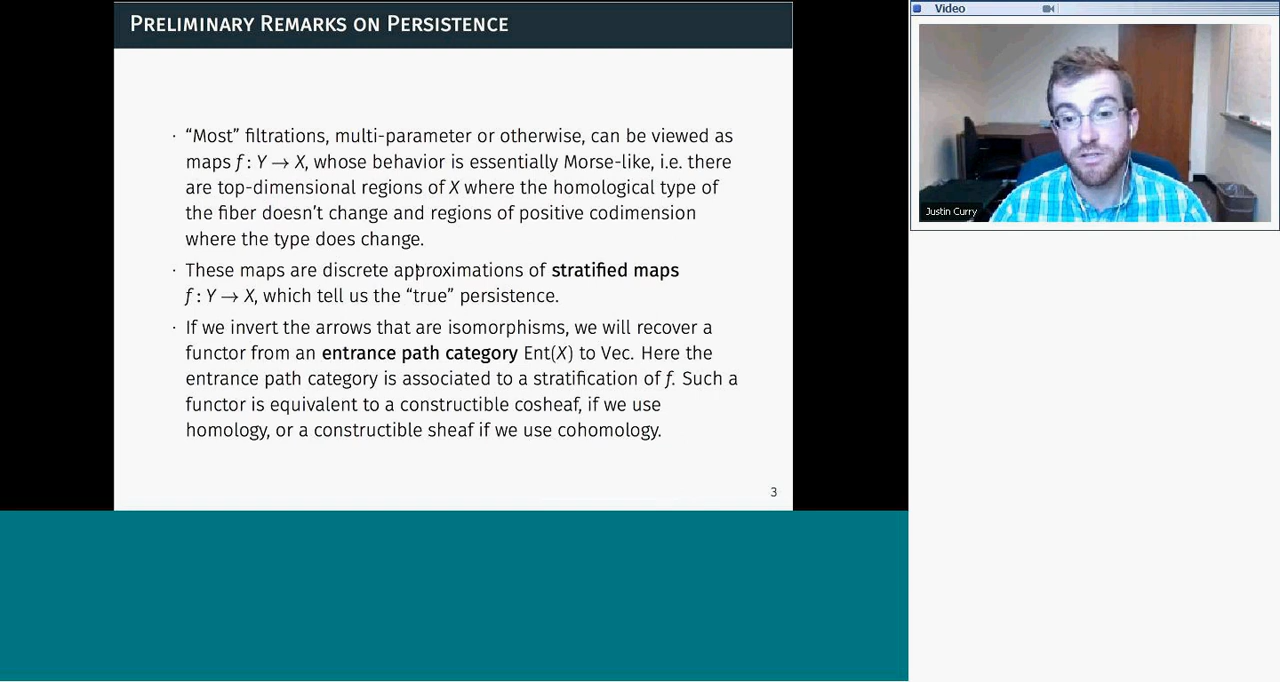 PRELIMINARY REMARKS ON PERSISTENCE
· “Most” filtrations, multi-parameter or otherwise, can be viewed as
maps f : Y → X, whose behavior is essentially Morse-like, i.e. there
are top-dimensional regions of X where the homological type of
the fiber doesn’t change and regions of positive codimension
where the type does change.
· These maps are discrete approximations of stratified maps
f : Y → X, which tell us the “true” persistence.
· If we invert the arrows that are isomorphisms, we will recover a
functor from an entrance path category Ent(X) to Vec. Here the
entrance path category is associated to a stratification of f. Such a
functor is equivalent to a constructible cosheaf, if we use
homology, or a constructible sheaf if we use cohomology.
3
Video
Justin Curry